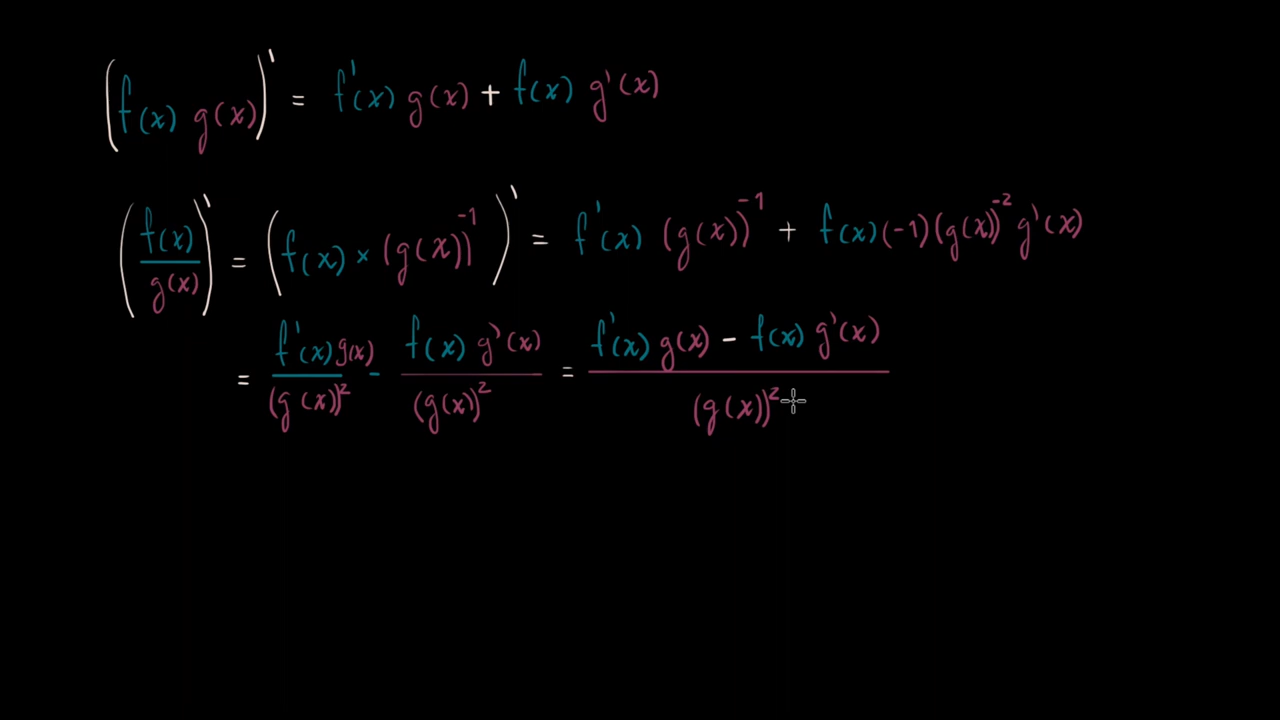 (f(x) g(x))' = f'(x) g(x) + f(x) g'(x)
(f(x)/g(x))' = (f(x) × (g(x))⁻¹)' = f'(x) (g(x))⁻¹ + f(x)(-1)(g(x))⁻² g'(x)
= f'(x)g(x)/(g(x))² - f(x) g'(x)/(g(x))² = f'(x) g(x) - f(x) g'(x)/(g(x))²